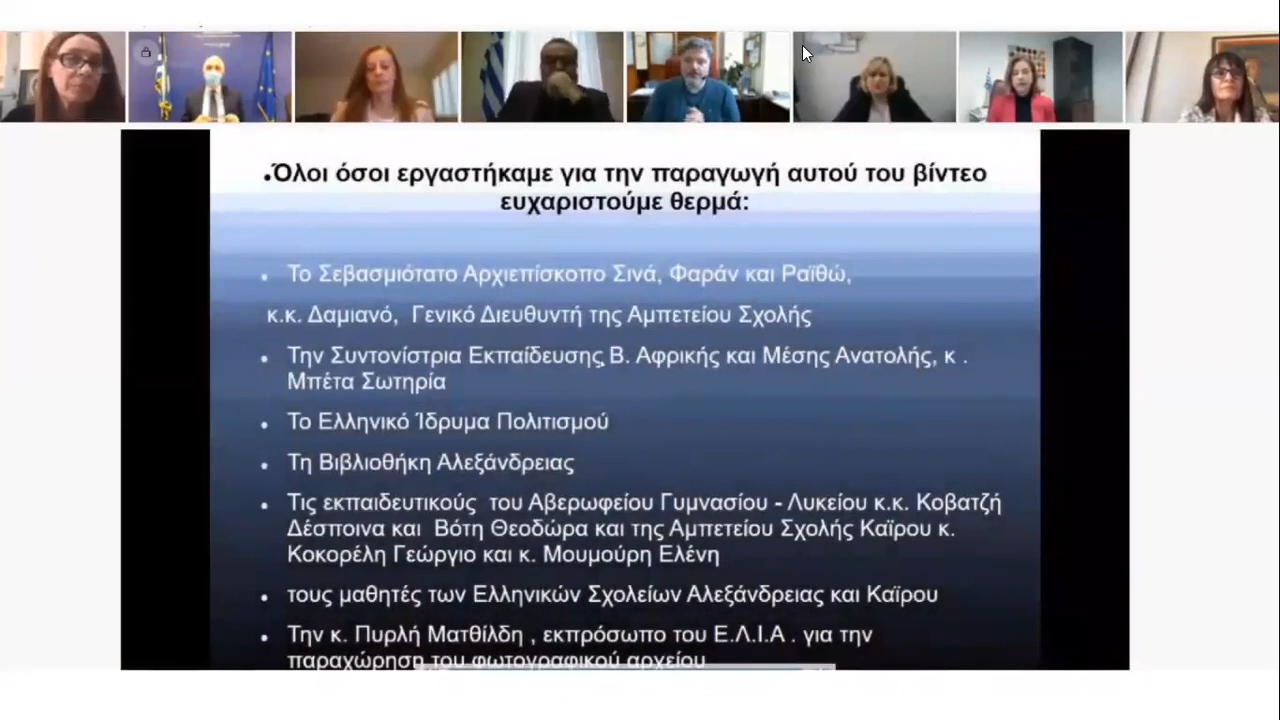 •Όλοι όσοι εργαστήκαμε για την παραγωγή αυτού του βίντεο
ευχαριστούμε θερμά:
• Το Σεβασμιότατο Αρχιεπίσκοπο Σινά, Φαράν και Ραϊθώ,
κ.κ. Δαμιανό, Γενικό Διευθυντή της Αμπετείου Σχολής
• Την Συντονίστρια Εκπαίδευσης Β. Αφρικής και Μέσης Ανατολής, κ .
Μπέτα Σωτηρία
• Το Ελληνικό Ίδρυμα Πολιτισμού
• Τη Βιβλιοθήκη Αλεξάνδρειας
• Τις εκπαιδευτικούς του Αβερωφείου Γυμνασίου - Λυκείου κ.κ. Κοβατζή
Δέσποινα και Βότη Θεοδώρα και της Αμπετείου Σχολής Καΐρου κ.
Κοκορέλη Γεώργιο και κ. Μουμούρη Ελένη
• τους μαθητές των Ελληνικών Σχολείων Αλεξάνδρειας και Καΐρου
• Την κ. Πυρλή Ματθίλδη , εκπρόσωπο του Ε.Λ.Ι.Α . για την
παραχώρηση του φωτογραφικού αρχείου